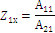 Z₁ₓ = A₁₁ / A₂₁